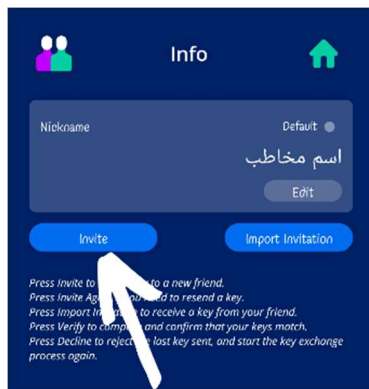 Info
Nickname
Default
اسم مخاطب
Edit
Invite
Import Invitation
Press Invite to to a new friend.
Press Invite to resend a key.
Press Import to receive a key from your friend.
Press Verify to and confirm that your keys match.
Press Decline to reject last key sent, and start the key exchange
process again.